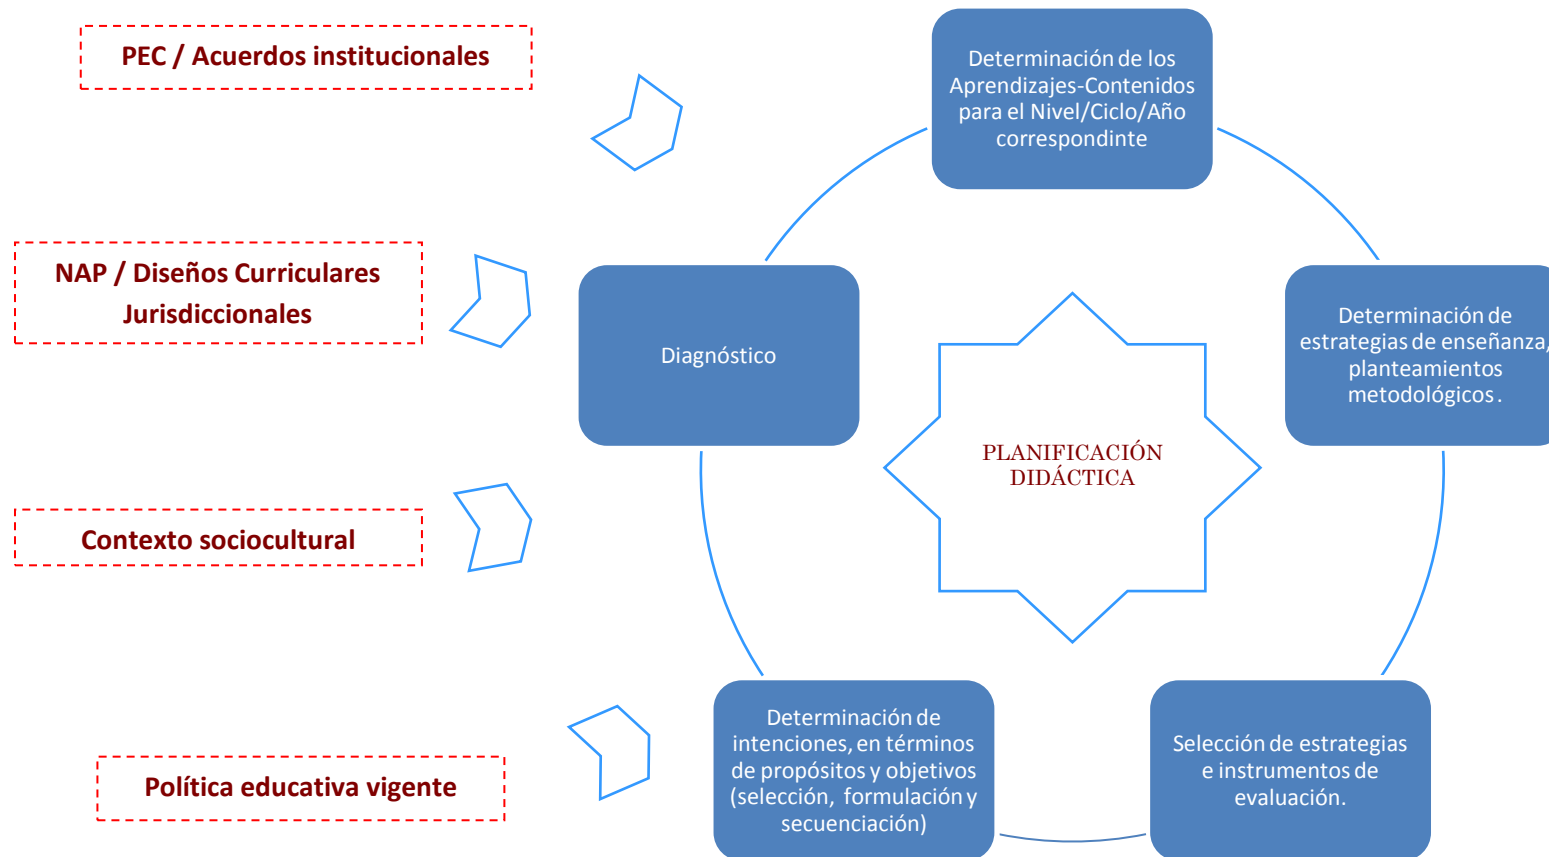 PEC / Acuerdos institucionales
NAP / Diseños Curriculares
Jurisdiccionales
Contexto sociocultural
Política educativa vigente
Determinación de los
Aprendizajes-Contenidos
para el Nivel/Ciclo/Año
correspondinte
Diagnóstico
Determinación de
estrategias de enseñanza,
planteamientos
metodológicos.
PLANIFICACIÓN
DIDÁCTICA
Determinación de
intenciones, en términos
de propósitos y objetivos
(selección, formulación y
secuenciación)
Selección de estrategias
e instrumentos de
evaluación.